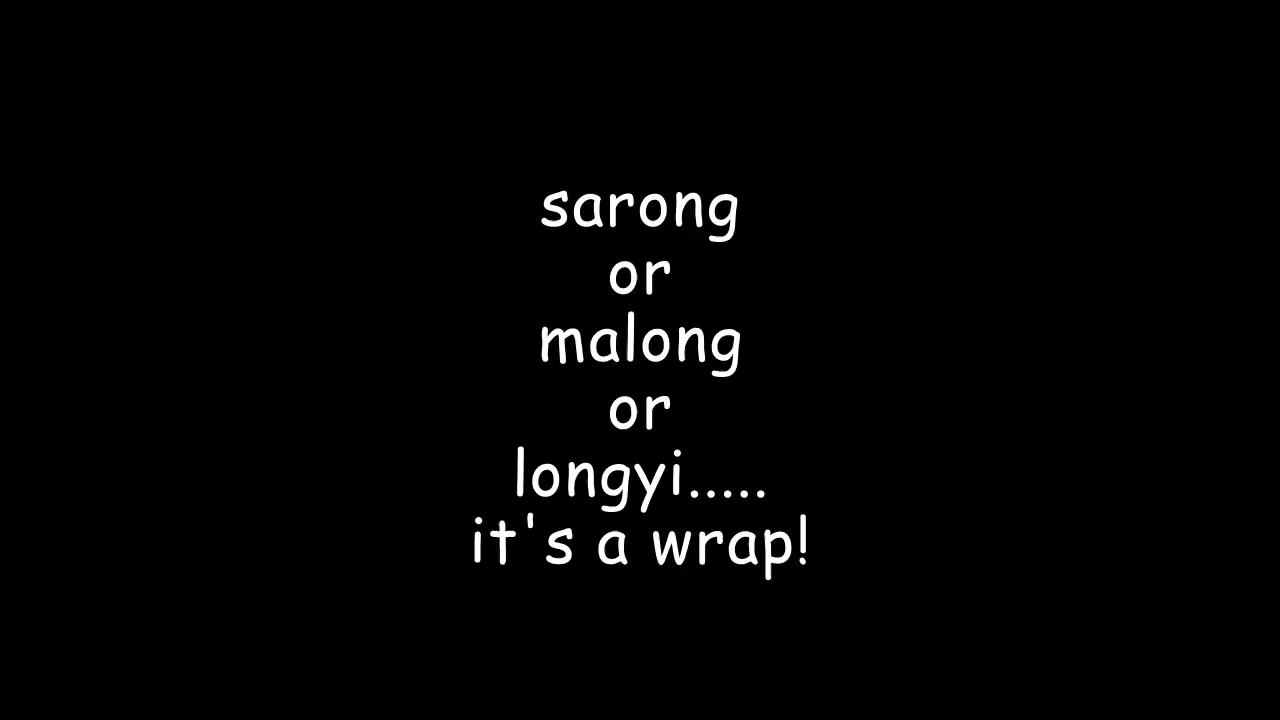 sarong
or
malong
or
longyi.....
it's a wrap!